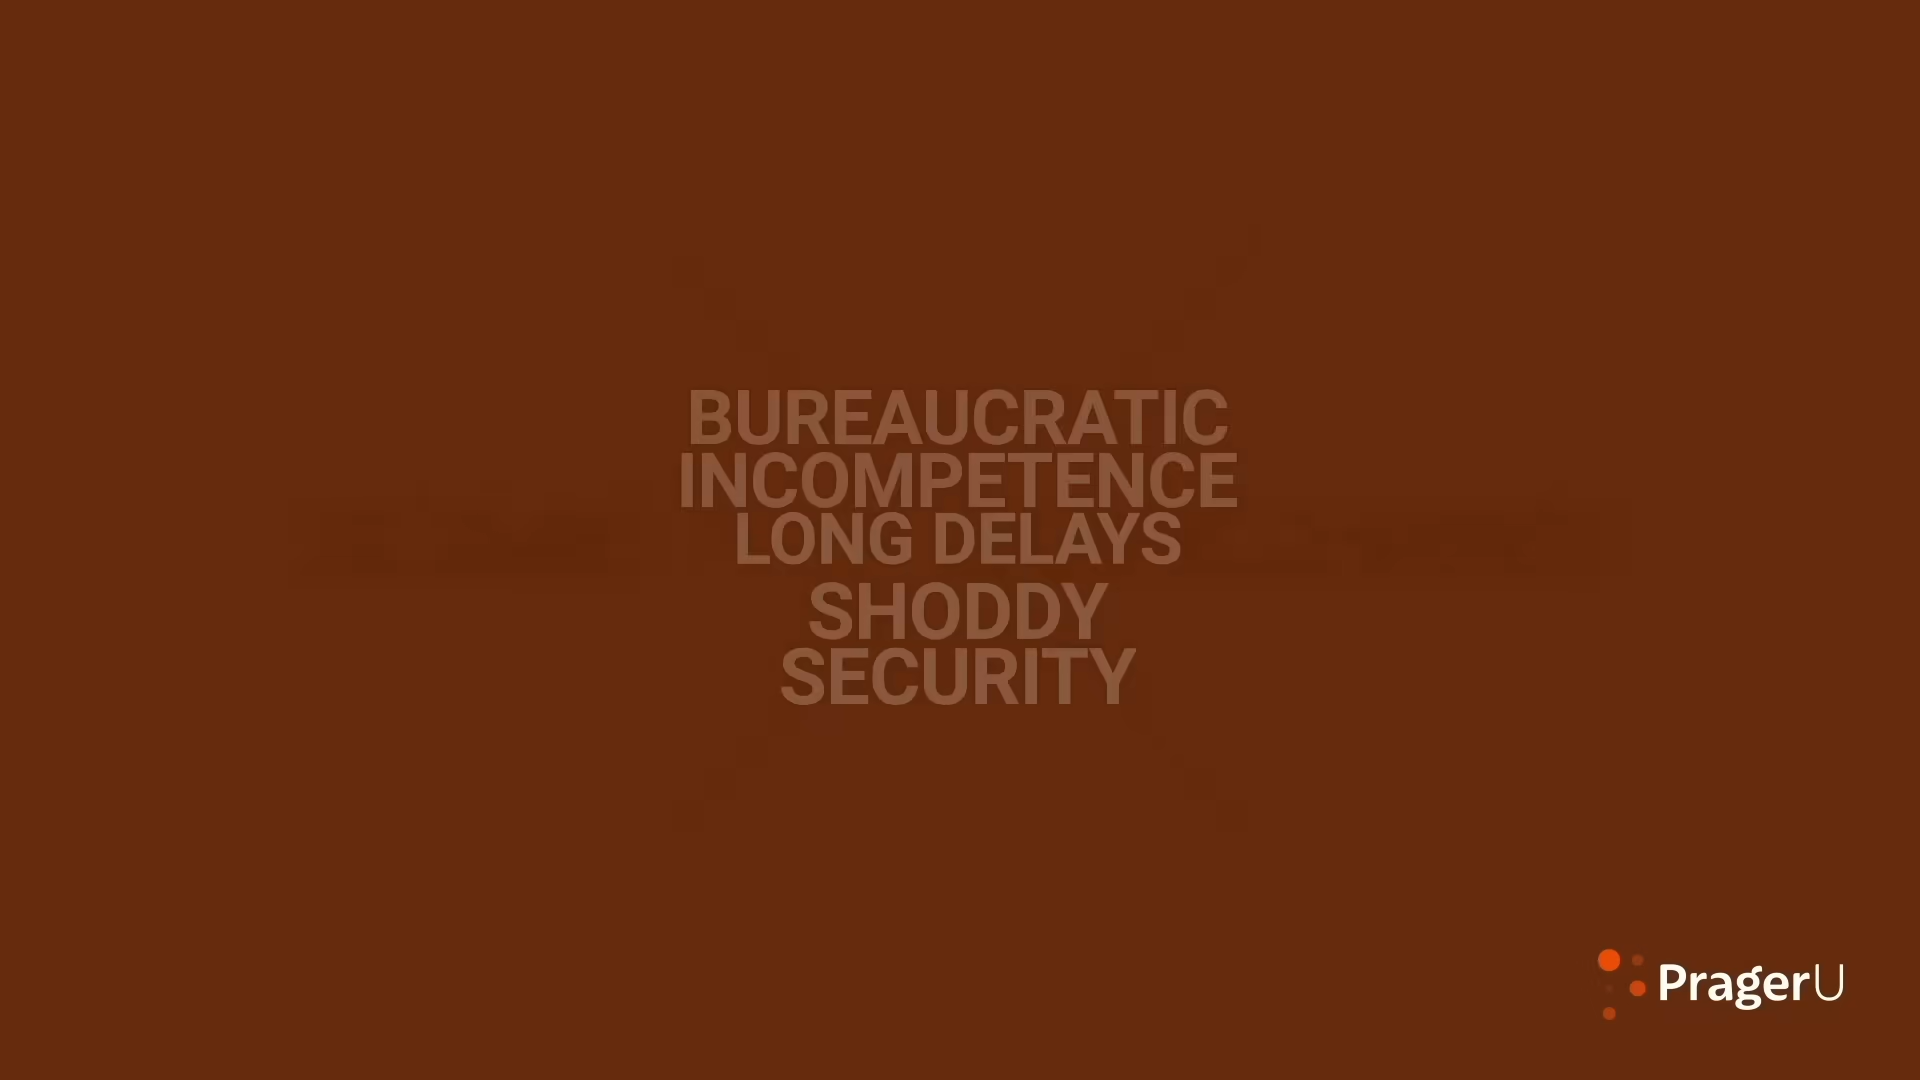 BUREAUCRATIC
INCOMPETENCE
LONG DELAYS
SHODDY
SECURITY
PragerU